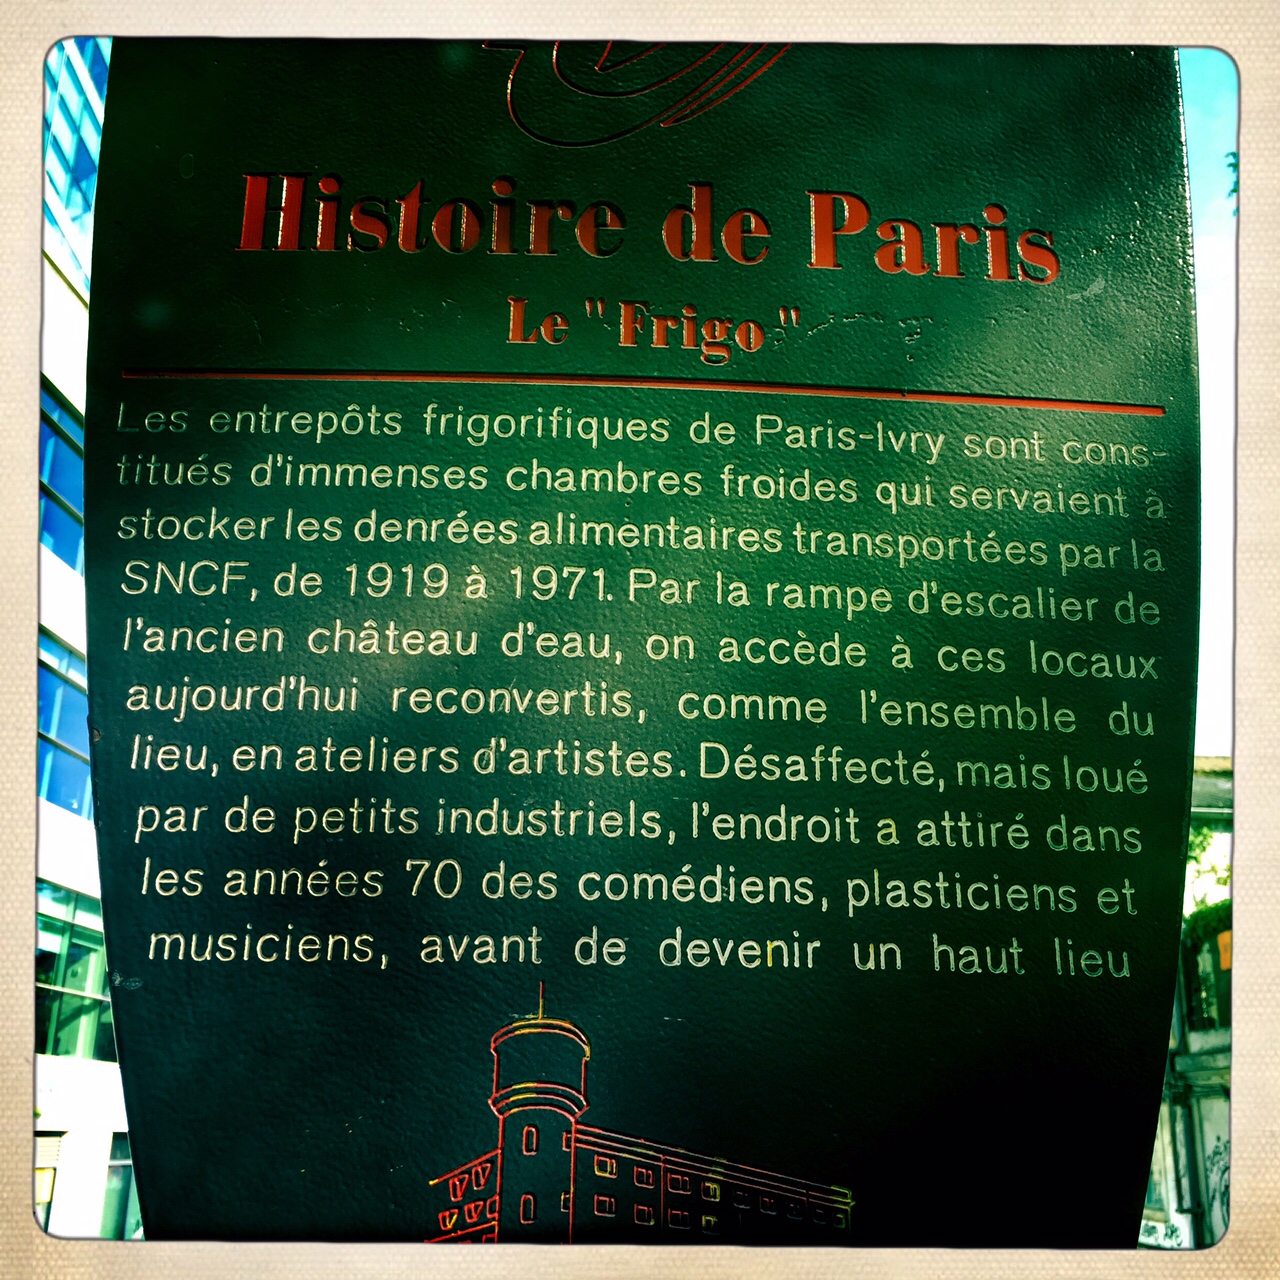 Histoire de Paris
Le "Frigo"
Les entrepôts frigorifiques de Paris-Ivry sont cons-
titués d'immenses chambres froides qui servaient à
stocker les denrées alimentaires transportées par la
SNCF, de 1919 à 1971. Par la rampe d'escalier de
l'ancien château d'eau, on accède à ces locaux
aujourd'hui reconvertis, comme l'ensemble du
lieu, en ateliers d'artistes. Désaffecté, mais loué
par de petits industriels, l'endroit a attiré dans
les années 70 des comédiens, plasticiens et
musiciens, avant de devenir un haut lieu